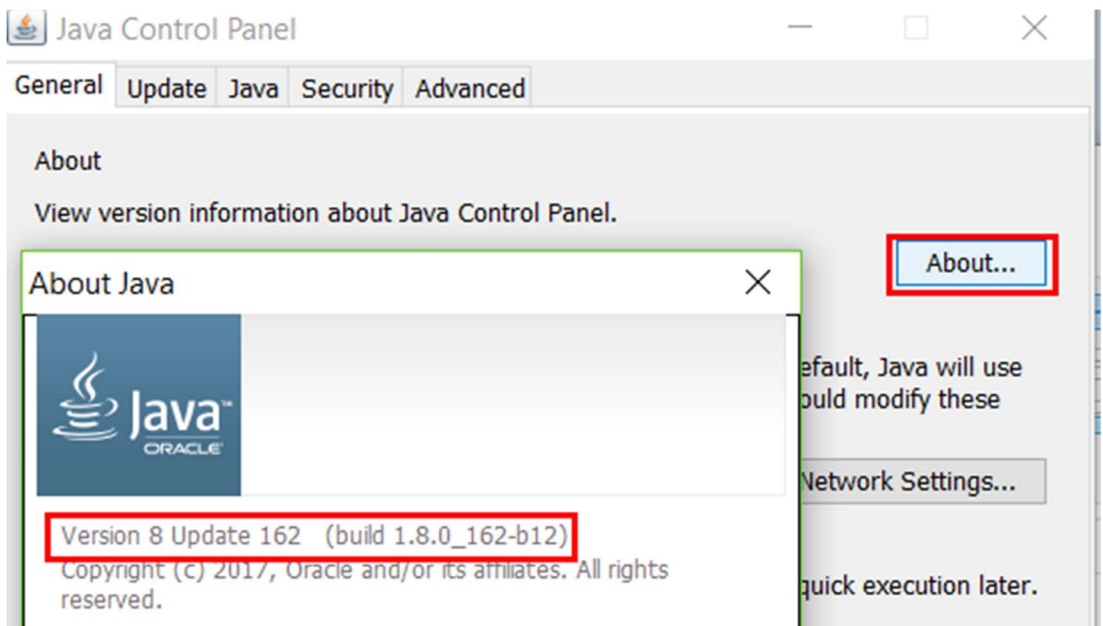 Java Control Panel
General Update Java Security Advanced
About
View version information about Java Control Panel.
About...
About Java
Java™
ORACLE
Version 8 Update 162 (build 1.8.0_162-b12)
Copyright (c) 2017, Oracle and/or its affiliates. All rights
reserved.
efault, Java will use
ould modify these
Network Settings...
quick execution later.